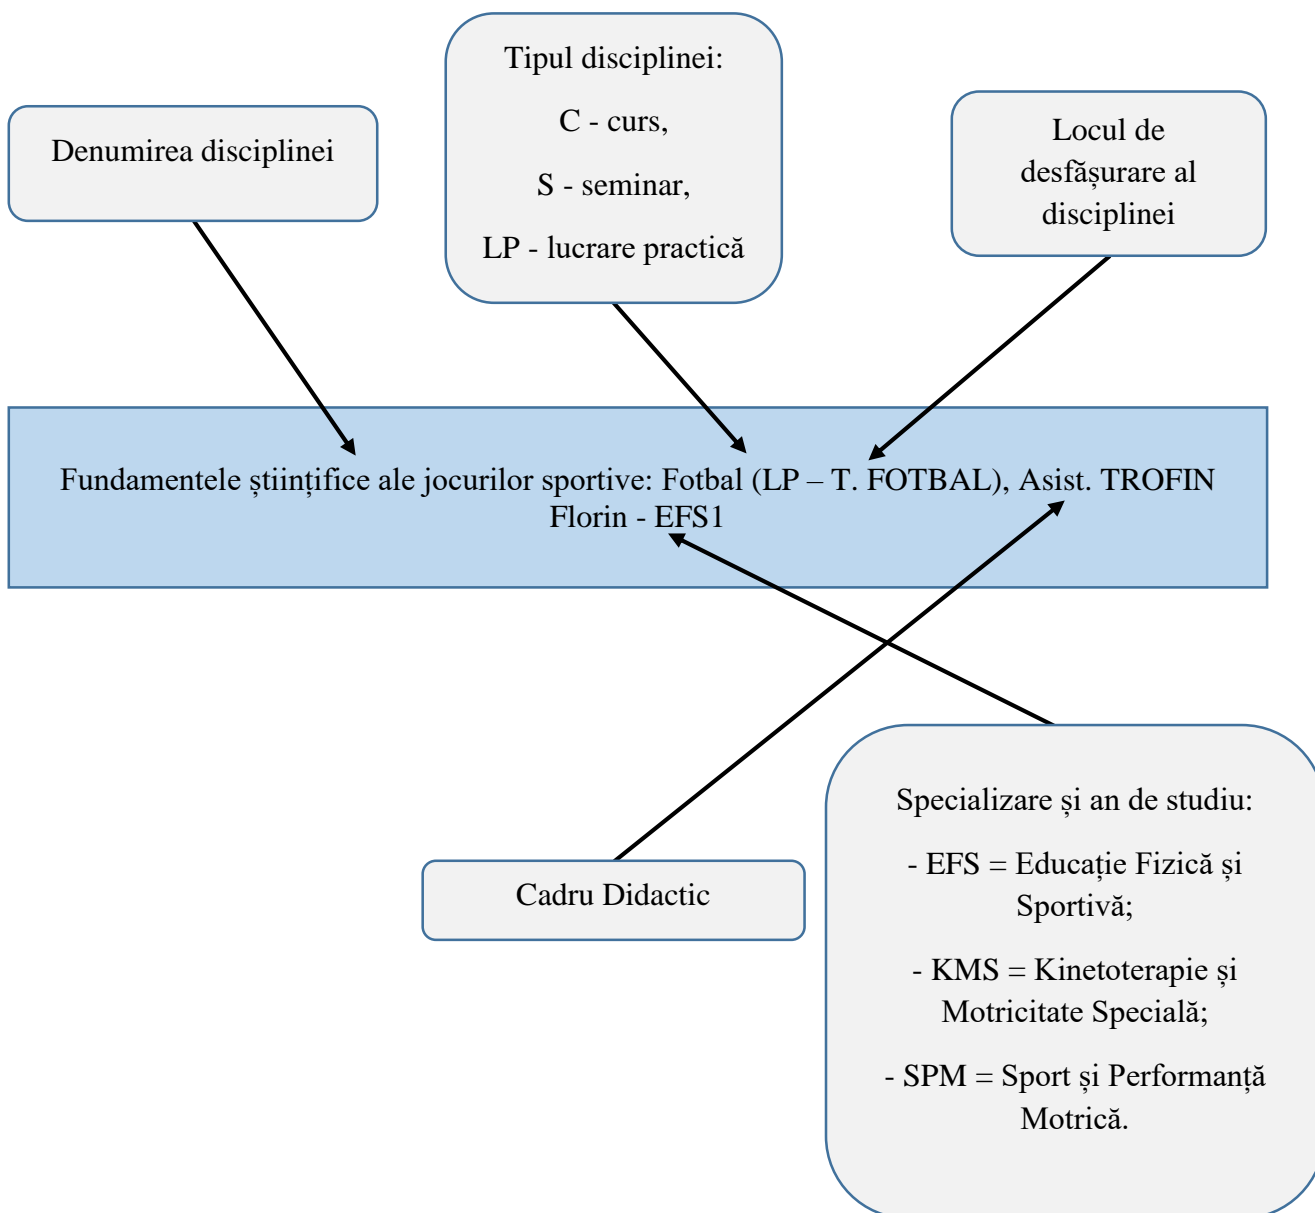 Tipul disciplinei:
C - curs,
S - seminar,
LP - lucrare practică
Denumirea disciplinei
Locul de
desfășurare al
disciplinei
Fundamentele științifice ale jocurilor sportive: Fotbal (LP – T. FOTBAL), Asist. TROFIN
Florin - EFS1
Cadru Didactic
Specializare și an de studiu:
- EFS = Educație Fizică și
Sportivă;
- KMS = Kinetoterapie și
Motricitate Specială;
- SPM = Sport și Performanță
Motrică.